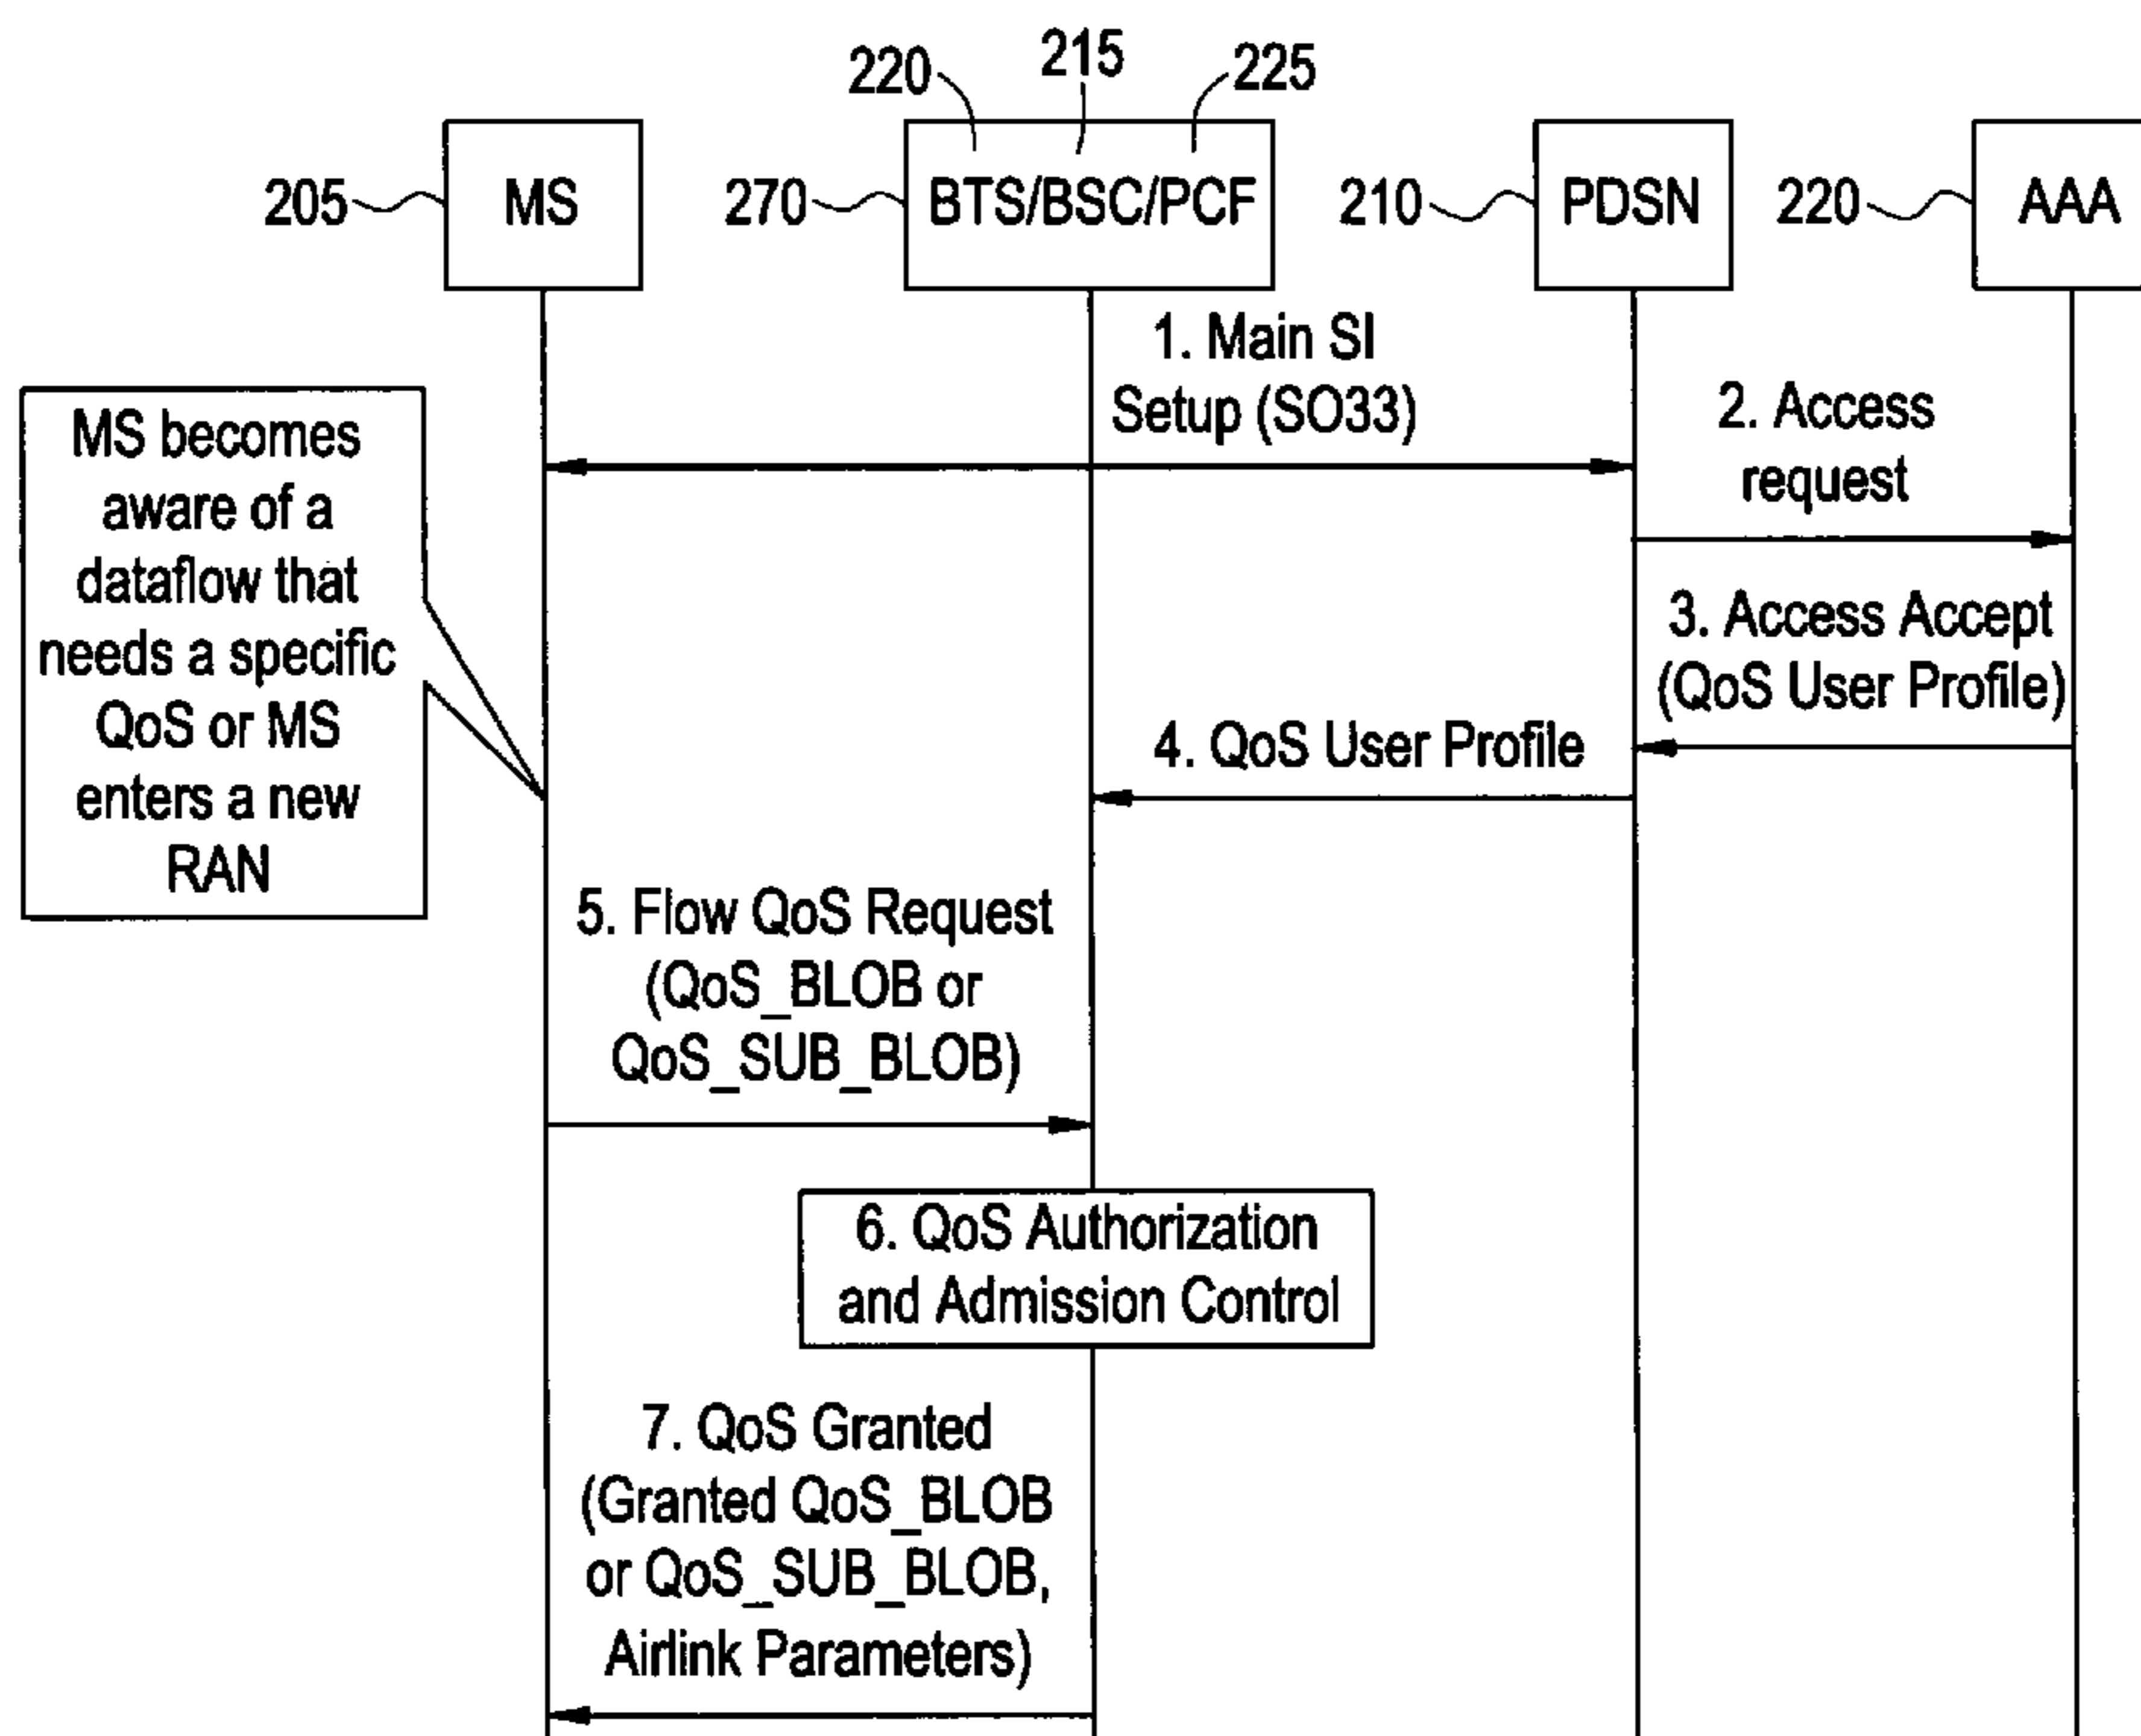 220
215
225
205
MS
270
BTS/BSC/PCF
210
PDSN
220
AAA
1. Main SI
Setup (SO33)
2. Access
request
3. Access Accept
(QoS User Profile)
4. QoS User Profile
MS becomes
aware of a
dataflow that
needs a specific
QoS or MS
enters a new
RAN
5. Flow QoS Request
(QoS_BLOB or
QoS_SUB_BLOB)
6. QoS Authorization
and Admission Control
7. QoS Granted
(Granted QoS_BLOB
or QoS_SUB_BLOB,
Airlink Parameters)